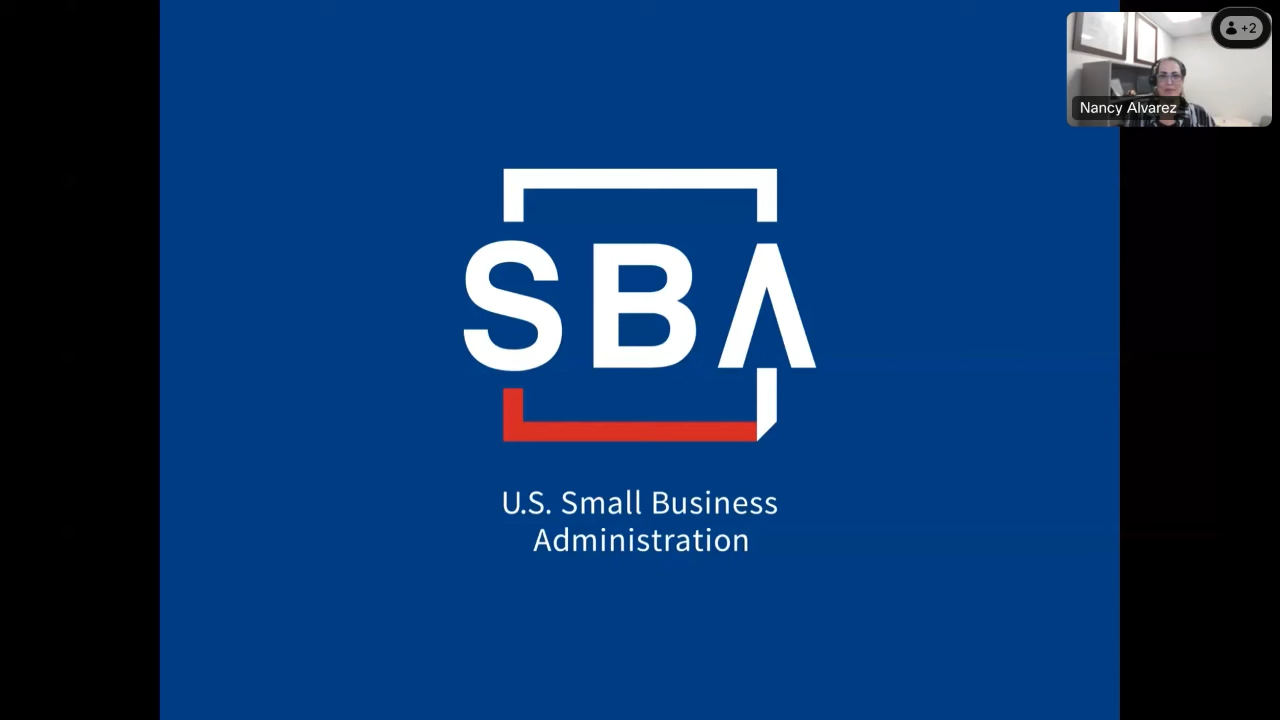 +2
Nancy Alvarez
SBA
U.S. Small Business
Administration